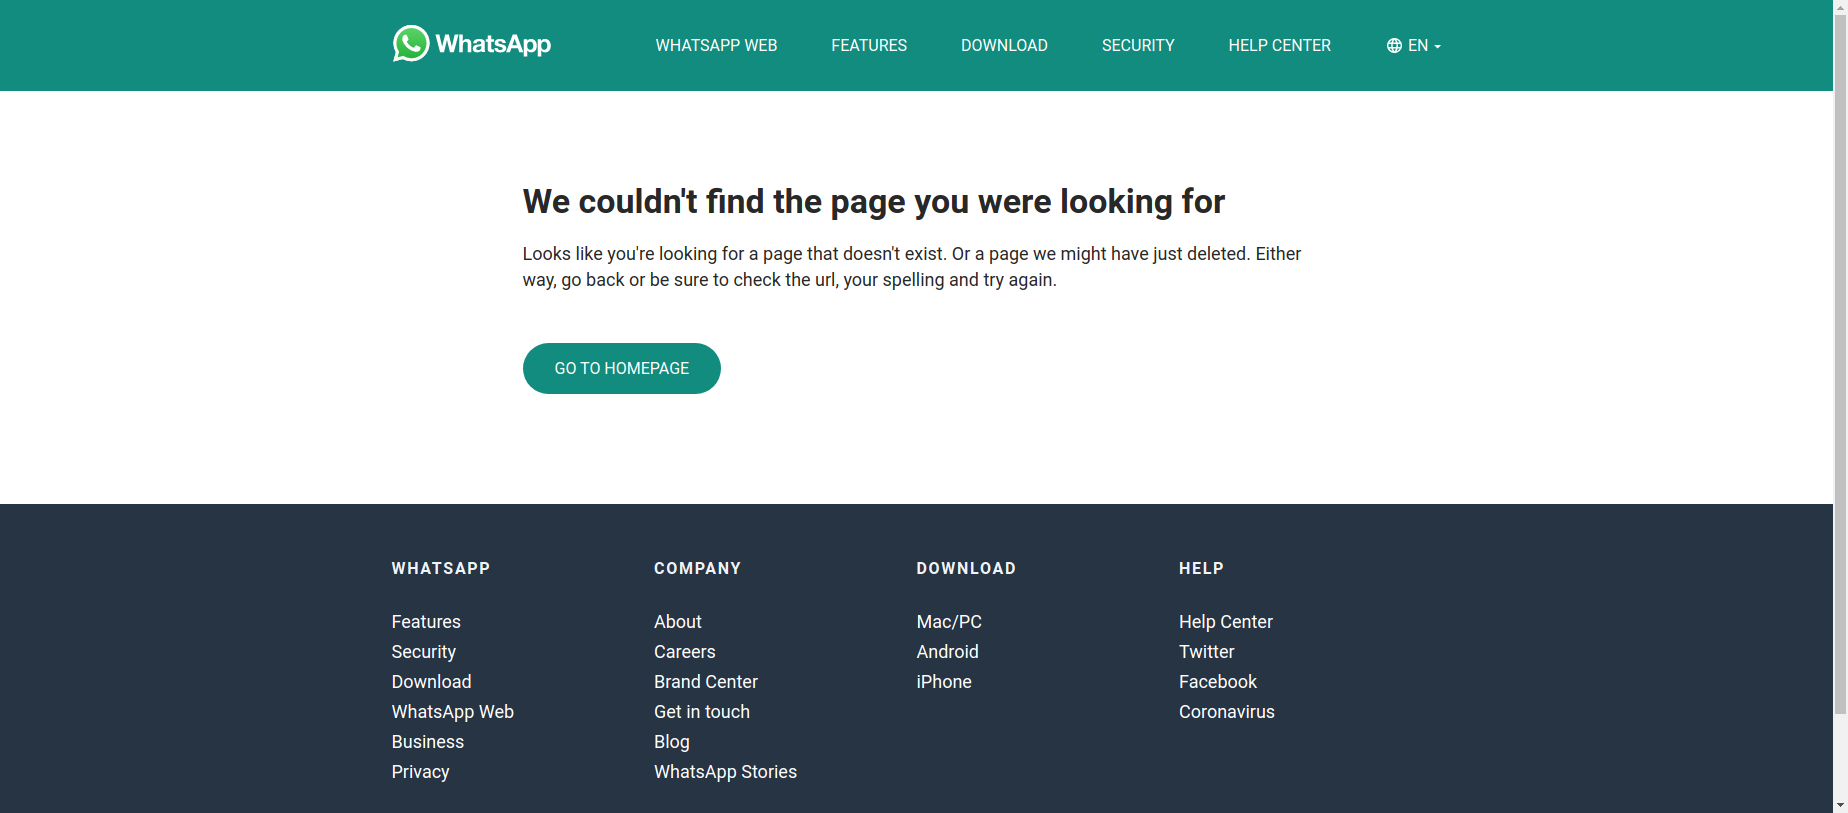 WhatsApp
WHATSAPP WEB
FEATURES
DOWNLOAD
SECURITY
HELP CENTER
EN
We couldn't find the page you were looking for
Looks like you're looking for a page that doesn't exist. Or a page we might have just deleted. Either
way, go back or be sure to check the url, your spelling and try again.
GO TO HOMEPAGE
WHATSAPP
Features
Security
Download
WhatsApp Web
Business
Privacy
COMPANY
About
Careers
Brand Center
Get in touch
Blog
WhatsApp Stories
DOWNLOAD
Mac/PC
Android
iPhone
HELP
Help Center
Twitter
Facebook
Coronavirus